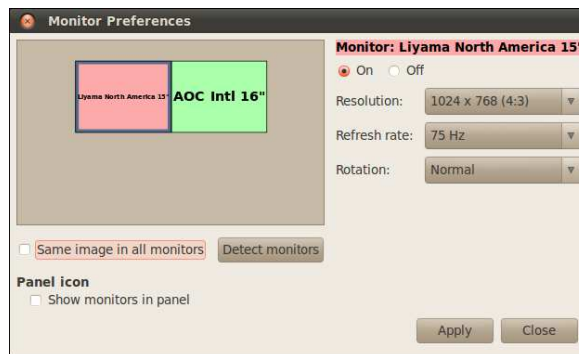 Monitor Preferences
Monitor: Liyama North America 15"
Liyama North America 15"
AOC Intl 16"
On
Off
Resolution: 1024 x 768 (4:3)
Refresh rate: 75 Hz
Rotation: Normal
Same image in all monitors
Detect monitors
Panel icon
Show monitors in panel
Apply
Close